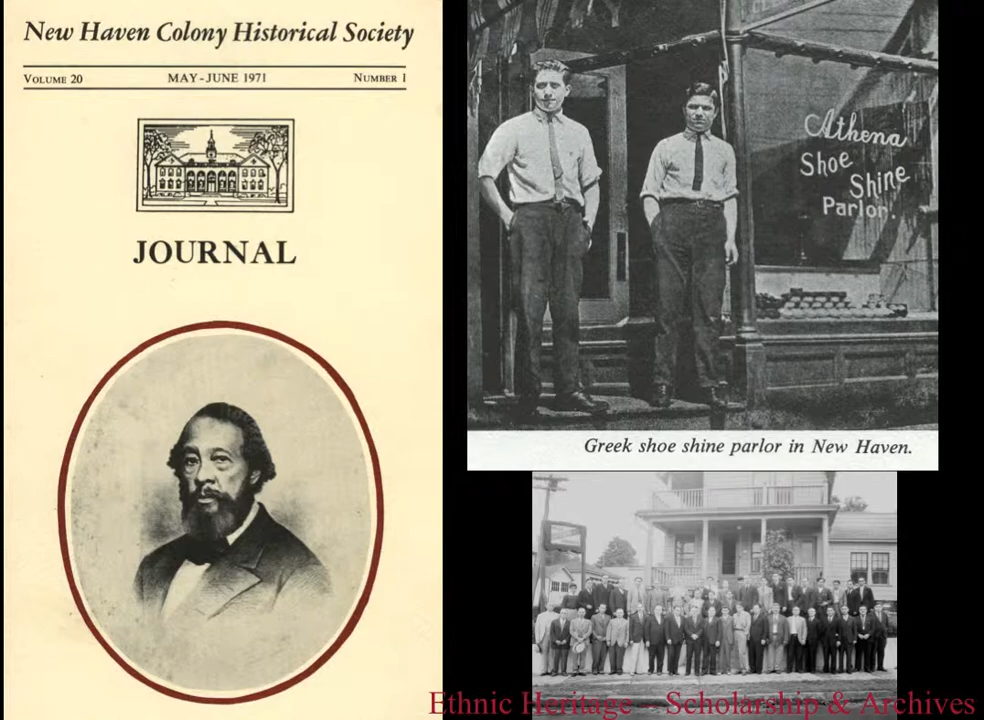 New Haven Colony Historical Society
VOLUME 20 MAY-JUNE 1971 NUMBER 1
JOURNAL
Athena
Shoe
Shine
Parlor.
Greek shoe shine parlor in New Haven.
Ethnic Heritage – Scholarship & Archives